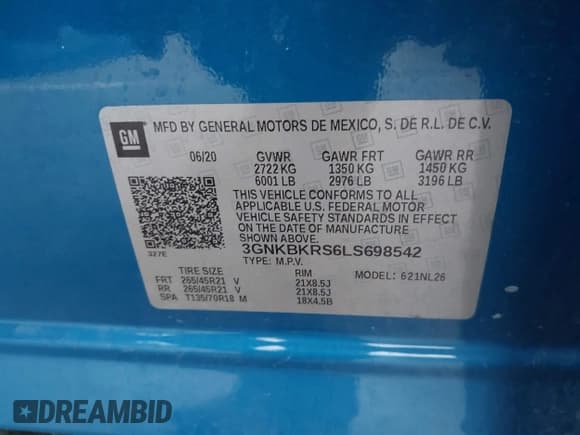 GM MFD BY GENERAL MOTORS DE MEXICO, S. DE R.L. DE C.V.
06/20 GVWR GAWR FRT GAWR RR
2722 KG 1350 KG 1450 KG
6001 LB 2976 LB 3196 LB
THIS VEHICLE CONFORMS TO ALL
APPLICABLE U.S. FEDERAL MOTOR
VEHICLE SAFETY STANDARDS IN EFFECT
ON THE DATE OF MANUFACTURE
SHOWN ABOVE.
3GNKBKRS6LS698542
327E TYPE: M.P.V. MODEL: 621NL26
TIRE SIZE RIM
FRT 265/45R21 V 21X8.5J
RR 265/45R21 V 21X8.5J
SPA T135/70R18 M 18X4.5B
DREAMBID